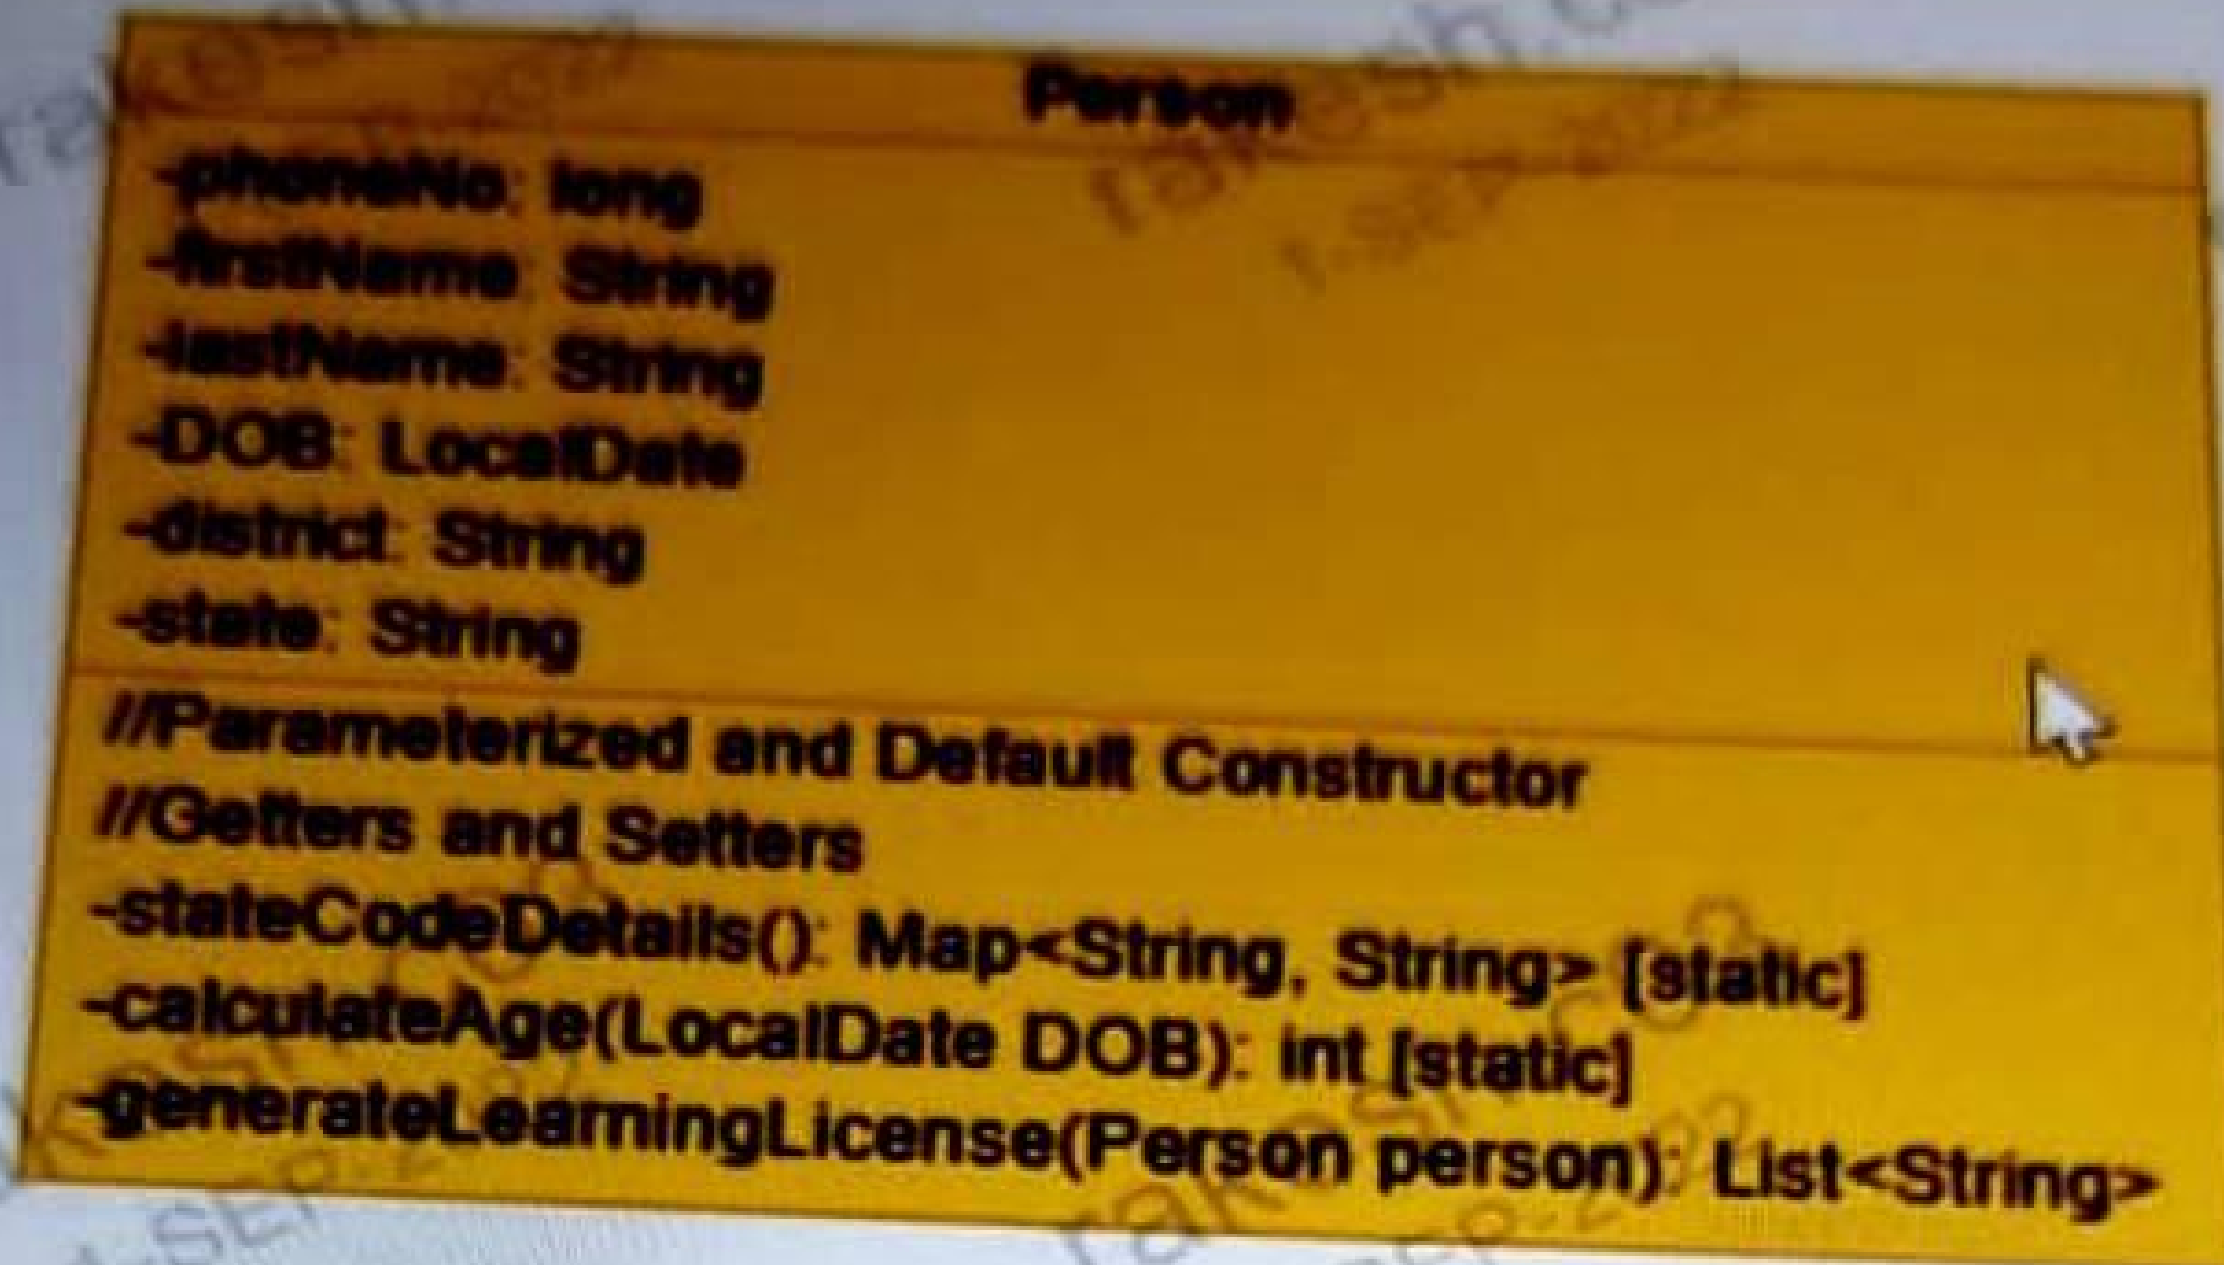 Person
-phoneNo: long
-firstName: String
-lastName: String
-DOB: LocalDate
-district: String
-state: String
//Parameterized and Default Constructor
//Getters and Setters
-stateCodeDetails(): Map<String, String> [static]
-calculateAge(LocalDate DOB): int [static]
-generateLearningLicense(Person person): List<String>